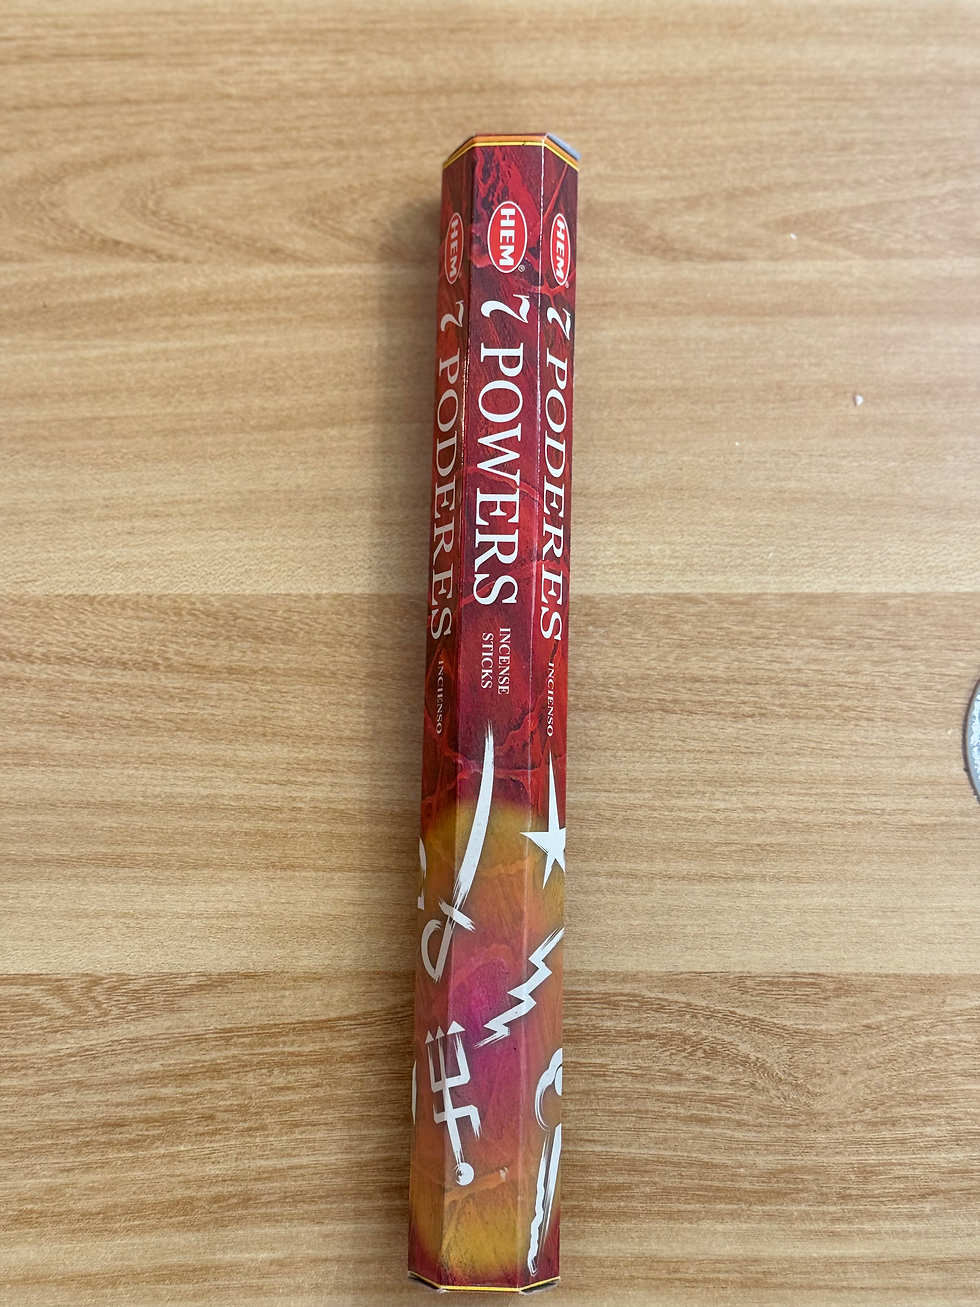 HEM
7 PODERES
INCIENSO
HEM®
7 POWERS
INCENSE
STICKS
HEM
7 PODERES
INCIENSO